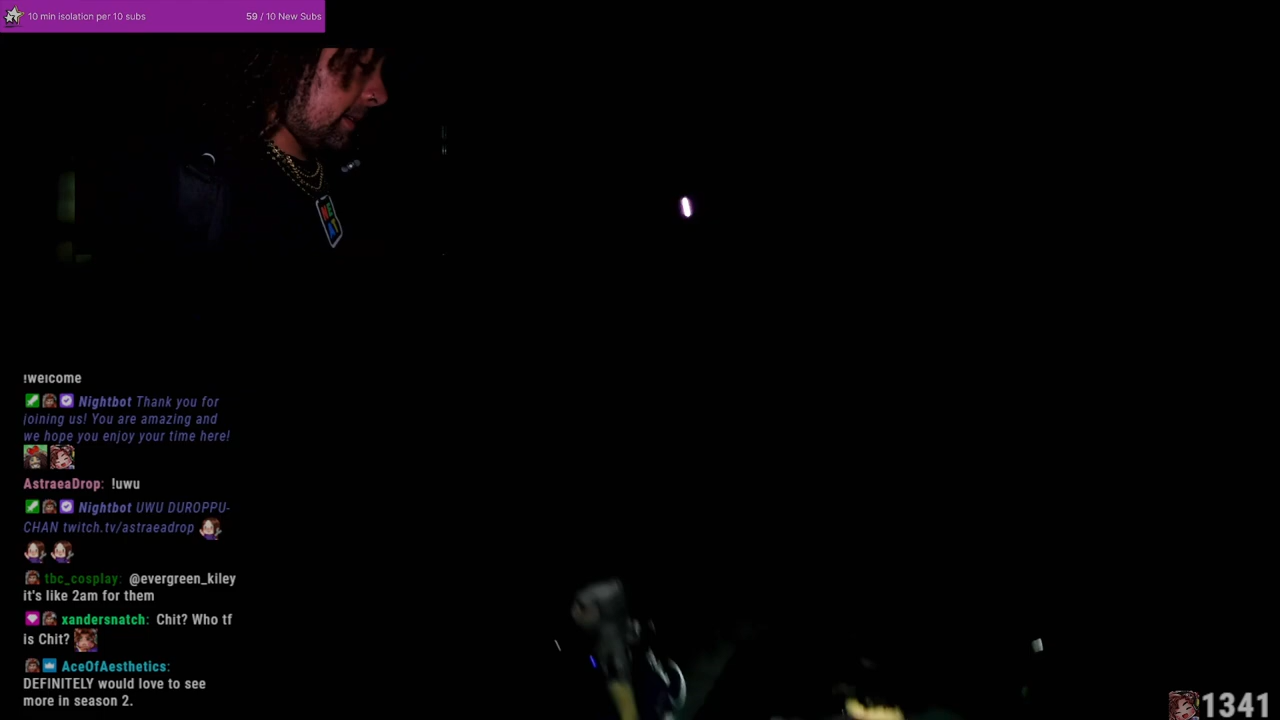 10 min isolation per 10 subs 59 / 10 New Subs
!welcome
Nightbot Thank you for
joining us! You are amazing and
we hope you enjoy your time here!
AstraeaDrop: !uwu
Nightbot UWU DUROPPU-
CHAN twitch.tv/astraeadrop
tbc_cosplay: @evergreen_kiley
it's like 2am for them
xandersnatch: Chit? Who tf
is Chit?
AceOfAesthetics:
DEFINITELY would love to see
more in season 2.
1341